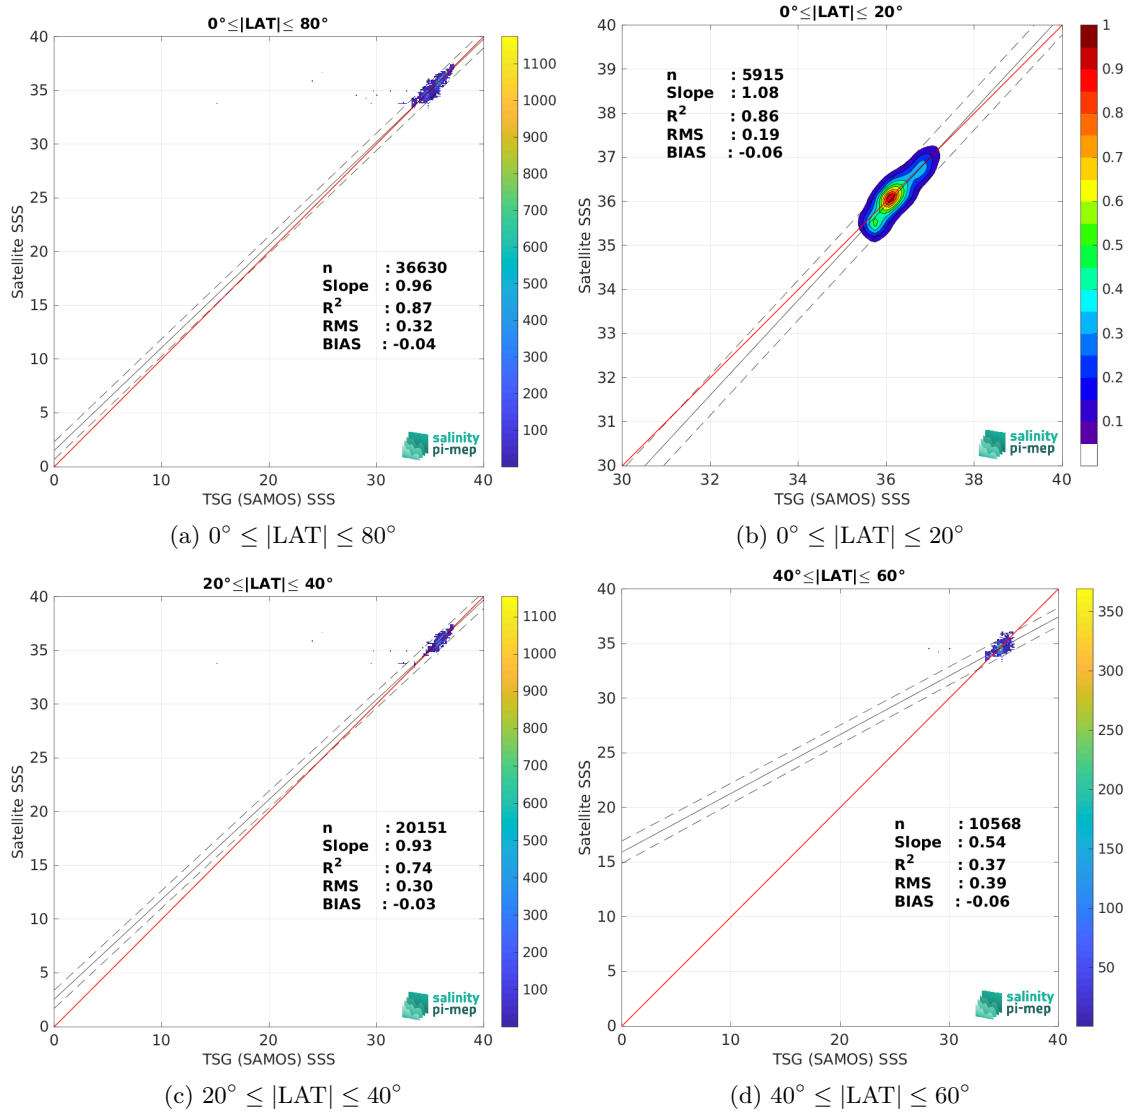 0°≤|LAT|≤ 80°
40
35
30
25
20
15
10
5
0
Satellite SSS
n : 36630
Slope : 0.96
R² : 0.87
RMS : 0.32
BIAS : -0.04
salinity
pi-mep
0 10 20 30 40
TSG (SAMOS) SSS
1100
1000
900
800
700
600
500
400
300
200
100
(a) 0° ≤ |LAT| ≤ 80°
0°≤|LAT|≤ 20°
40
39
38
37
36
35
34
33
32
31
30
Satellite SSS
n : 5915
Slope : 1.08
R² : 0.86
RMS : 0.19
BIAS : -0.06
salinity
pi-mep
30 32 34 36 38 40
TSG (SAMOS) SSS
1
0.9
0.8
0.7
0.6
0.5
0.4
0.3
0.2
0.1
(b) 0° ≤ |LAT| ≤ 20°
20°≤|LAT|≤ 40°
40
35
30
25
20
15
10
5
0
Satellite SSS
n : 20151
Slope : 0.93
R² : 0.74
RMS : 0.30
BIAS : -0.03
salinity
pi-mep
0 10 20 30 40
TSG (SAMOS) SSS
1100
1000
900
800
700
600
500
400
300
200
100
(c) 20° ≤ |LAT| ≤ 40°
40°≤|LAT|≤ 60°
40
35
30
25
20
15
10
5
0
Satellite SSS
n : 10568
Slope : 0.54
R² : 0.37
RMS : 0.39
BIAS : -0.06
salinity
pi-mep
0 10 20 30 40
TSG (SAMOS) SSS
350
300
250
200
150
100
50
(d) 40° ≤ |LAT| ≤ 60°